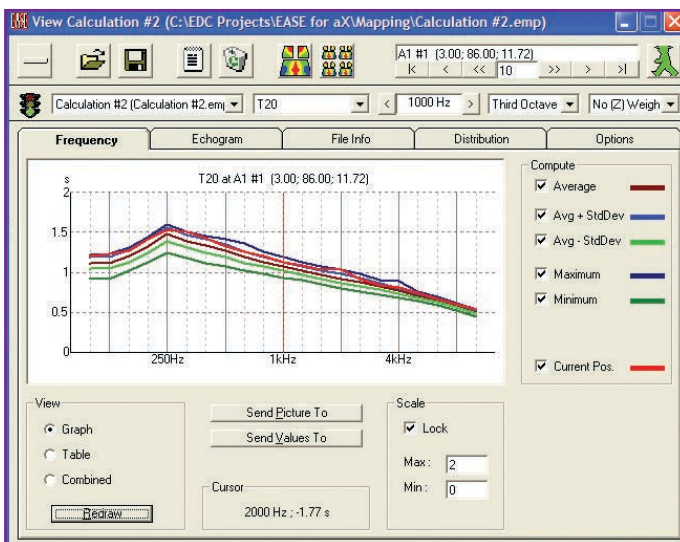 View Calculation #2 (C:\EDC Projects\EASE for aX\Mapping\Calculation #2.emp)
A1 #1 (3.00; 86.00; 11.72)
|< < << 10 >> > >|
Calculation #2 (Calculation #2.em T20 < 1000 Hz > Third Octave No (Z) Weigh
Frequency Echogram File Info Distribution Options
s T20 at A1 #1 (3.00; 86.00; 11.72)
2
1.5
1
0.5
0
250Hz 1kHz 4kHz
Compute
Average
Avg + StdDev
Avg - StdDev
Maximum
Minimum
Current Pos.
View
Graph
Table
Combined
Redraw
Send Picture To
Send Values To
Cursor
2000 Hz ; -1.77 s
Scale
Lock
Max : 2
Min : 0